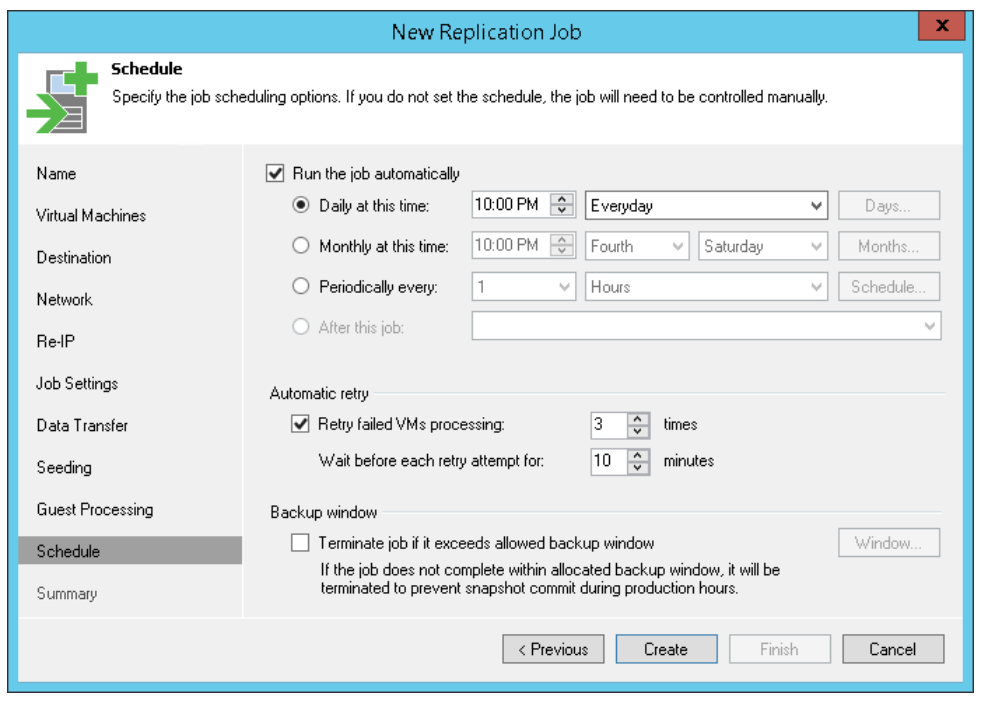 New Replication Job
x
Schedule
Specify the job scheduling options. If you do not set the schedule, the job will need to be controlled manually.
Name
Virtual Machines
Destination
Network
Re-IP
Job Settings
Data Transfer
Seeding
Guest Processing
Schedule
Summary
Run the job automatically
Daily at this time: 10:00 PM Everyday Days...
Monthly at this time: 10:00 PM Fourth Saturday Months...
Periodically every: 1 Hours Schedule...
After this job:
Automatic retry
Retry failed VMs processing: 3 times
Wait before each retry attempt for: 10 minutes
Backup window
Terminate job if it exceeds allowed backup window Window...
If the job does not complete within allocated backup window, it will be
terminated to prevent snapshot commit during production hours.
< Previous Create Finish Cancel